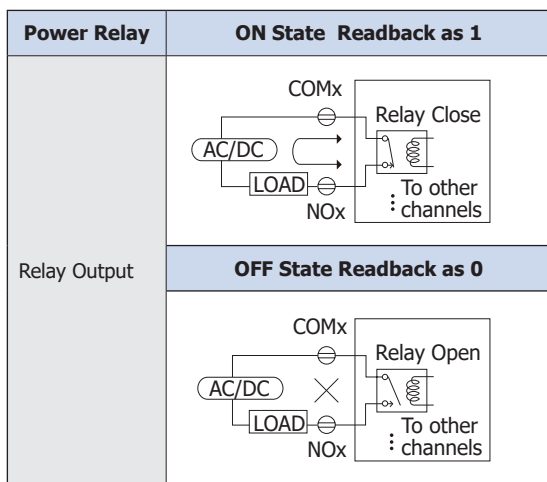 Power Relay
ON State Readback as 1
Relay Output
COMx
Relay Close
AC/DC
LOAD
NOx
To other
channels
OFF State Readback as 0
COMx
Relay Open
AC/DC
LOAD
NOx
To other
channels